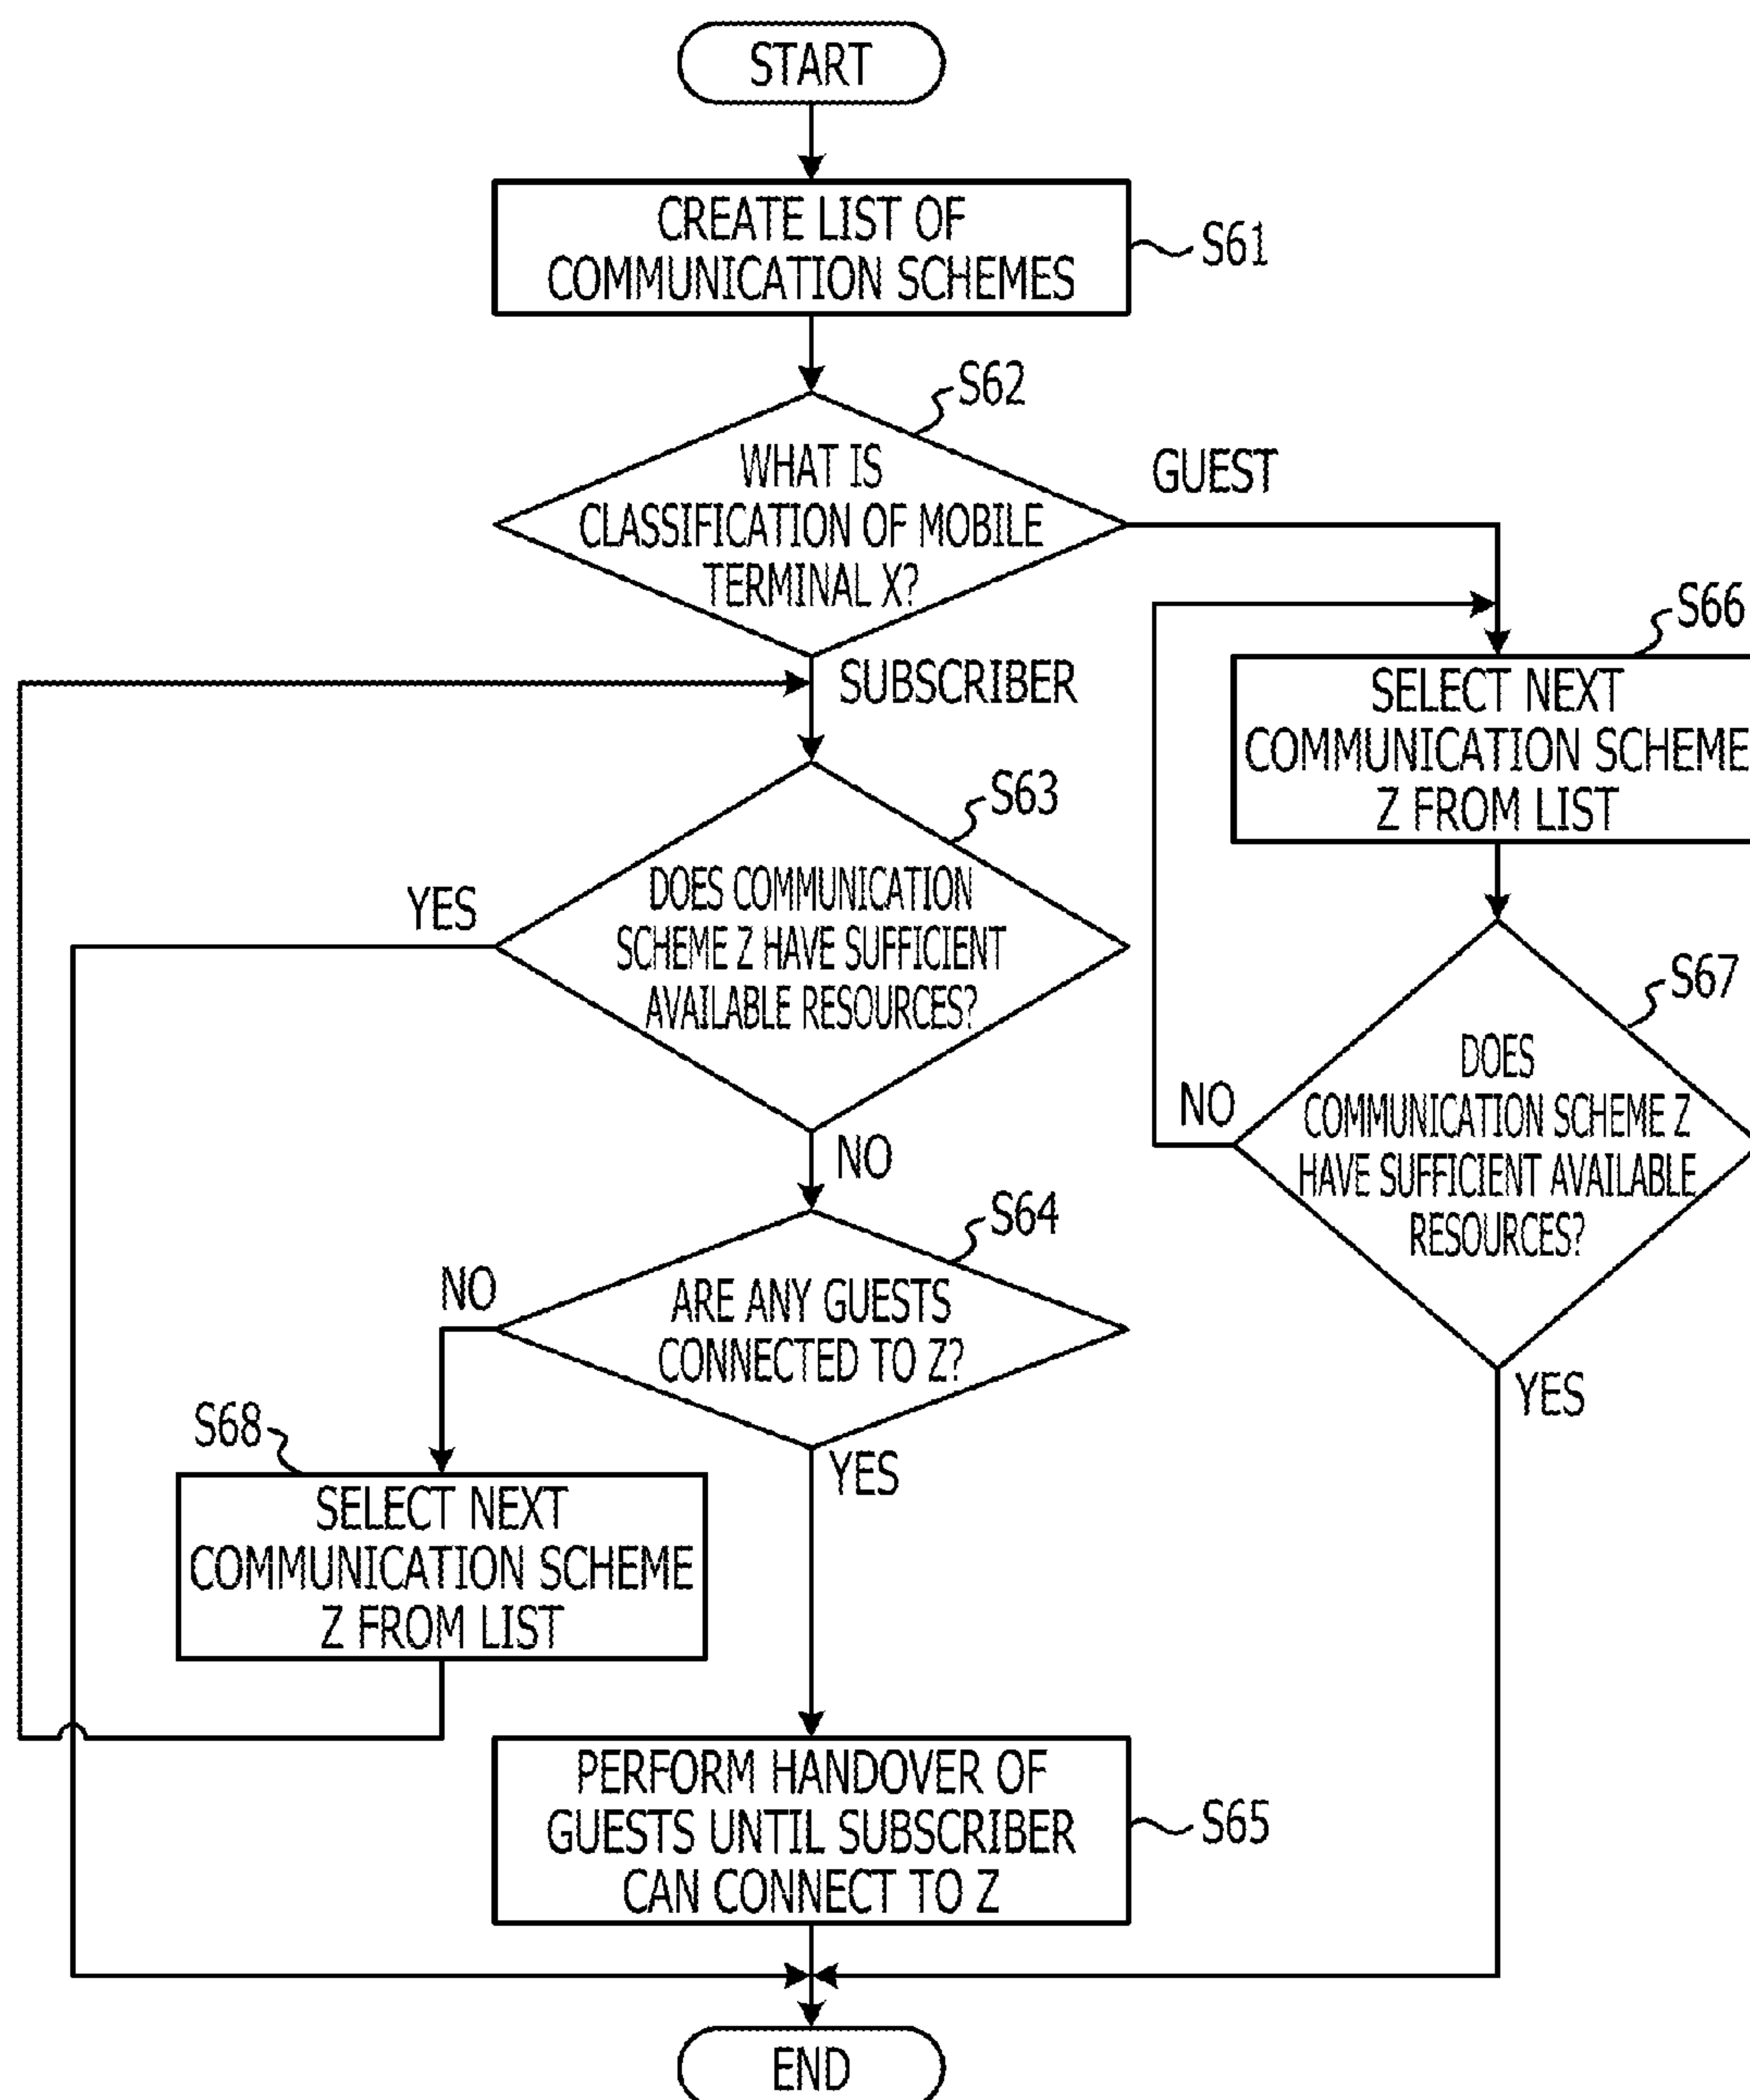 START
CREATE LIST OF
COMMUNICATION SCHEMES
S61
S62
WHAT IS
CLASSIFICATION OF MOBILE
TERMINAL X?
GUEST
SUBSCRIBER
S66
SELECT NEXT
COMMUNICATION SCHEME
Z FROM LIST
S63
DOES COMMUNICATION
SCHEME Z HAVE SUFFICIENT
AVAILABLE RESOURCES?
YES
NO
S67
DOES
COMMUNICATION SCHEME Z
HAVE SUFFICIENT AVAILABLE
RESOURCES?
NO
YES
S64
ARE ANY GUESTS
CONNECTED TO Z?
NO
YES
S68
SELECT NEXT
COMMUNICATION SCHEME
Z FROM LIST
PERFORM HANDOVER OF
GUESTS UNTIL SUBSCRIBER
CAN CONNECT TO Z
S65
END